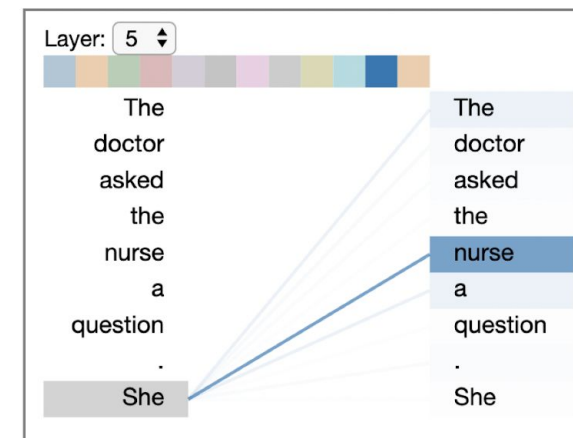 Layer: 5
The The
doctor doctor
asked asked
the the
nurse nurse
a a
question question
. .
She She